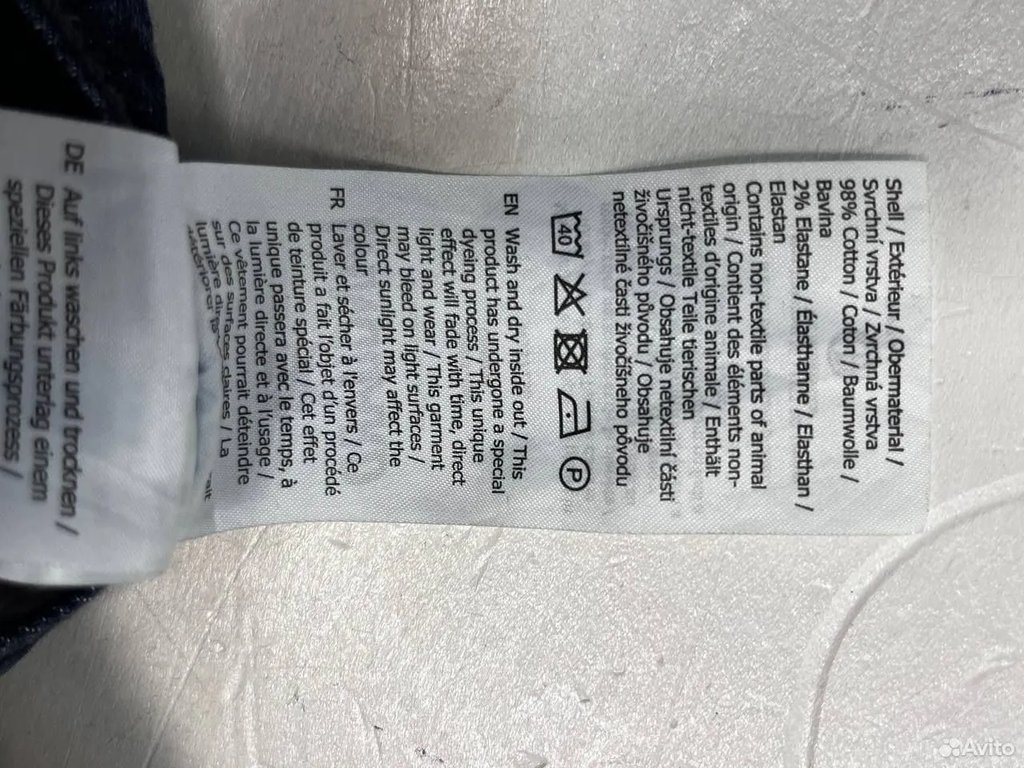 Shell / Extérieur / Obermaterial /
Svrchní vrstva / Zvrchná vrstva
98% Cotton / Coton / Baumwolle /
Bavlna
2% Elastane / Élasthanne / Elasthan /
Elastan
Contains non-textile parts of animal
origin / Contient des éléments non-
textiles d'origine animale / Enthält
nicht-textile Teile tierischen
Ursprungs / Obsahuje netextilní části
živočišného původu / Obsahuje
netextilné časti živočíšneho pôvodu
40
P
EN Wash and dry inside out / This
product has undergone a special
dyeing process / This unique
effect will fade with time, direct
light and wear / This garment
may bleed on light surfaces /
Direct sunlight may affect the
colour
FR Laver et sécher à l'envers / Ce
produit a fait l'objet d'un procédé
de teinture spécial / Cet effet
unique passera avec le temps, à
la lumière directe et à l'usage /
Ce vêtement pourrait déteindre
sur des surfaces claires / La
lumière directe
DE Auf links waschen und trocknen /
Dieses Produkt unterlag einem
speziellen Färbungsprozess /
Avito